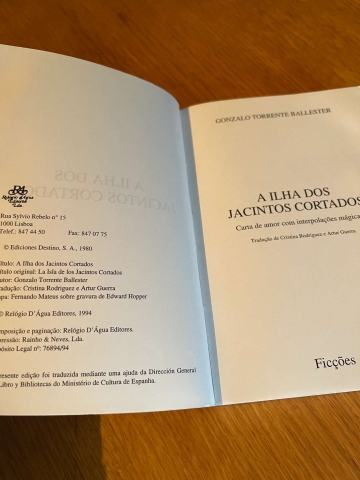 Relógio d'Água
Editores
Lda
Rua Sylvio Rebelo nº 15
1000 Lisboa
Telef.: 847 44 50 Fax: 847 07 75
© Ediciones Destino, S. A., 1980
ítulo: A Ilha dos Jacintos Cortados
ítulo original: La Isla de los Jacintos Cortados
utor: Gonzalo Torrente Ballester
radução: Cristina Rodriguez e Artur Guerra
apa: Fernando Mateus sobre gravura de Edward Hopper
© Relógio D'Água Editores, 1994
omposição e paginação: Relógio D'Água Editores.
pressão: Rainho & Neves, Lda.
pósito Legal nº: 76894/94
resente edição foi traduzida mediante uma ajuda da Dirección General
Libro y Bibliotecas do Ministério de Cultura de Espanha.
GONZALO TORRENTE BALLESTER
A ILHA DOS
JACINTOS CORTADOS
Carta de amor com interpolações mágica
Tradução de Cristina Rodriguez e Artur Guerra
Ficções